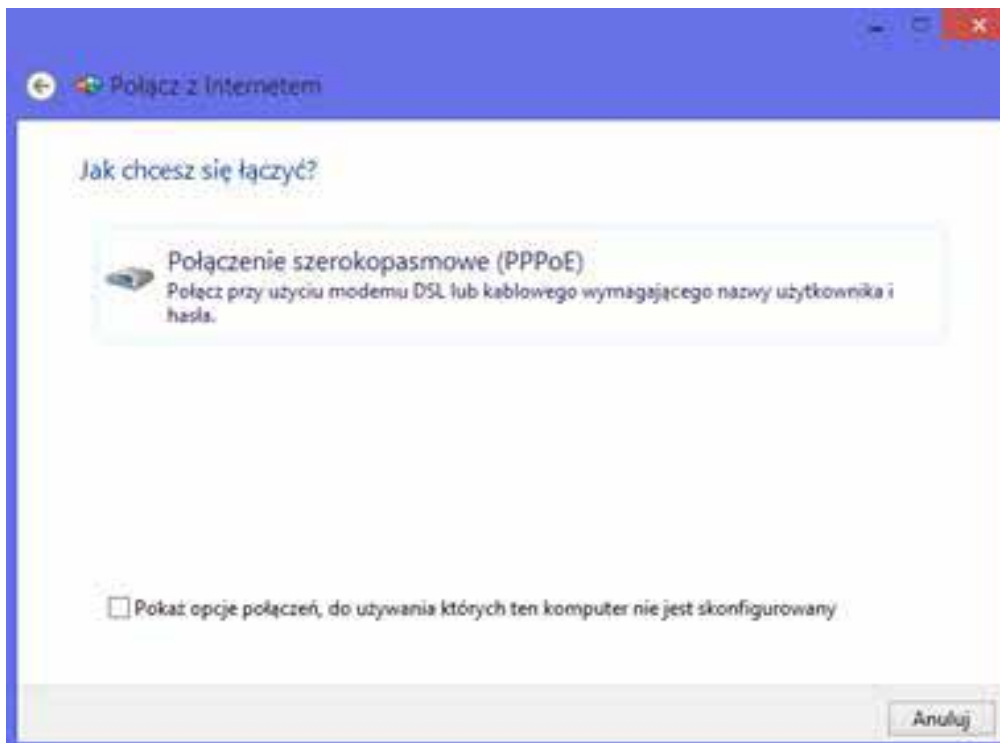 Połącz z Internetem
Jak chcesz się łączyć?
Połączenie szerokopasmowe (PPPoE)
Połącz przy użyciu modemu DSL lub kablowego wymagającego nazwy użytkownika i
hasła.
Pokaż opcje połączeń, do używania których ten komputer nie jest skonfigurowany
Anuluj